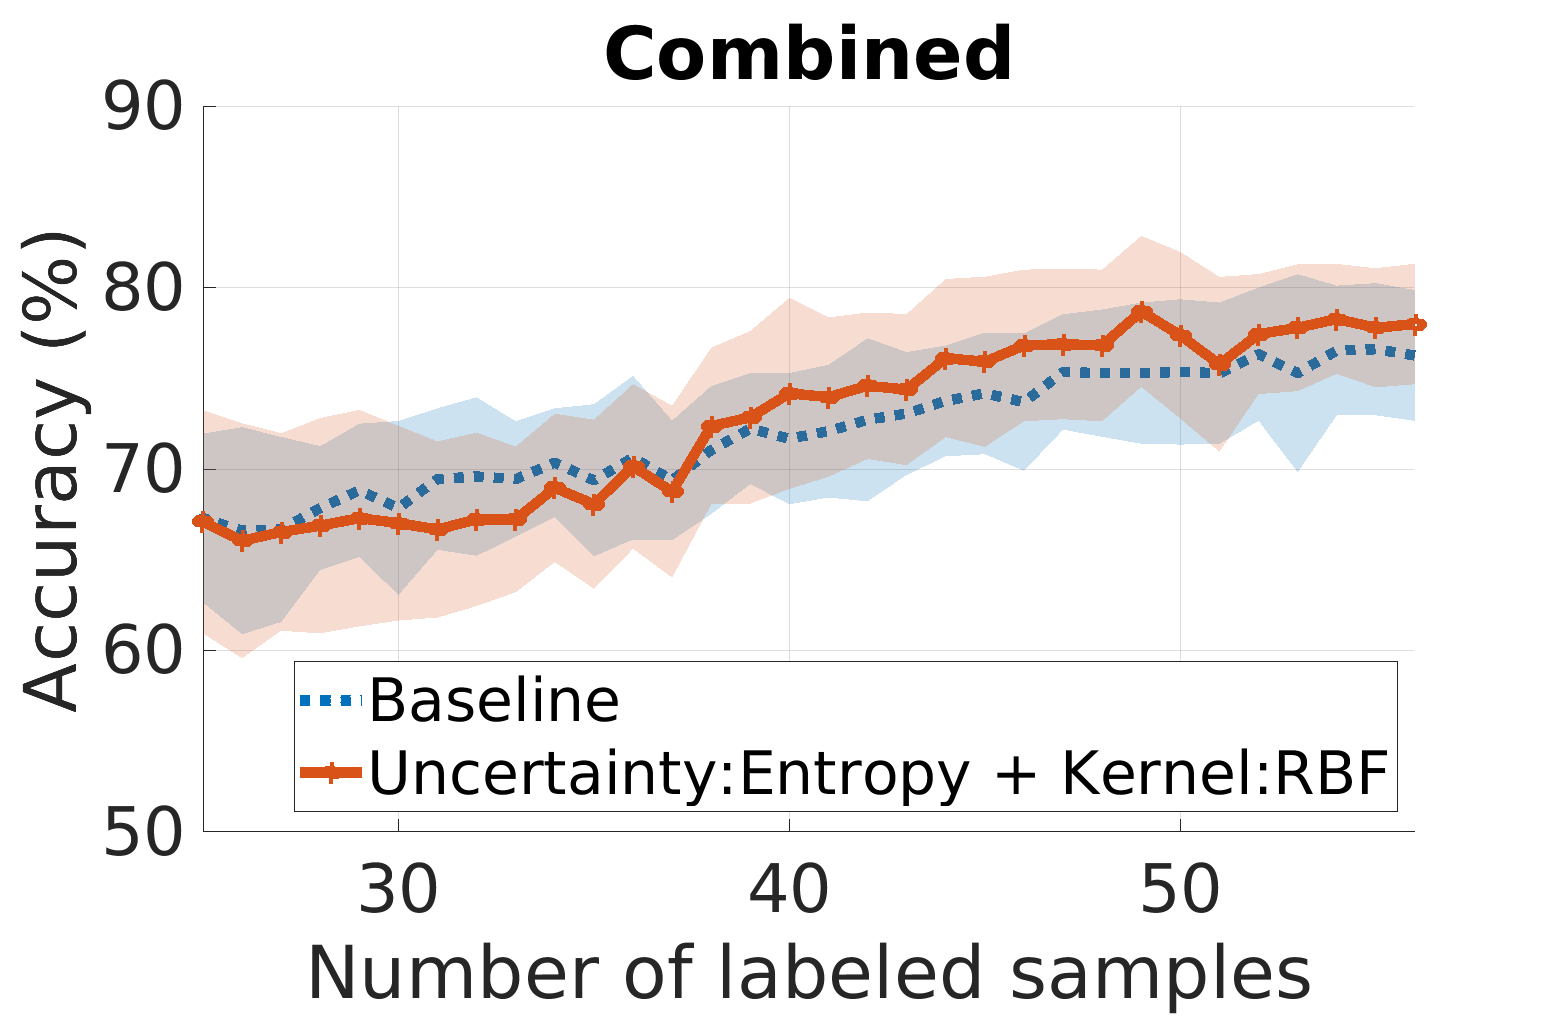 Combined
90
80
70
60
50
Accuracy (%)
Baseline
Uncertainty:Entropy + Kernel:RBF
30 40 50
Number of labeled samples